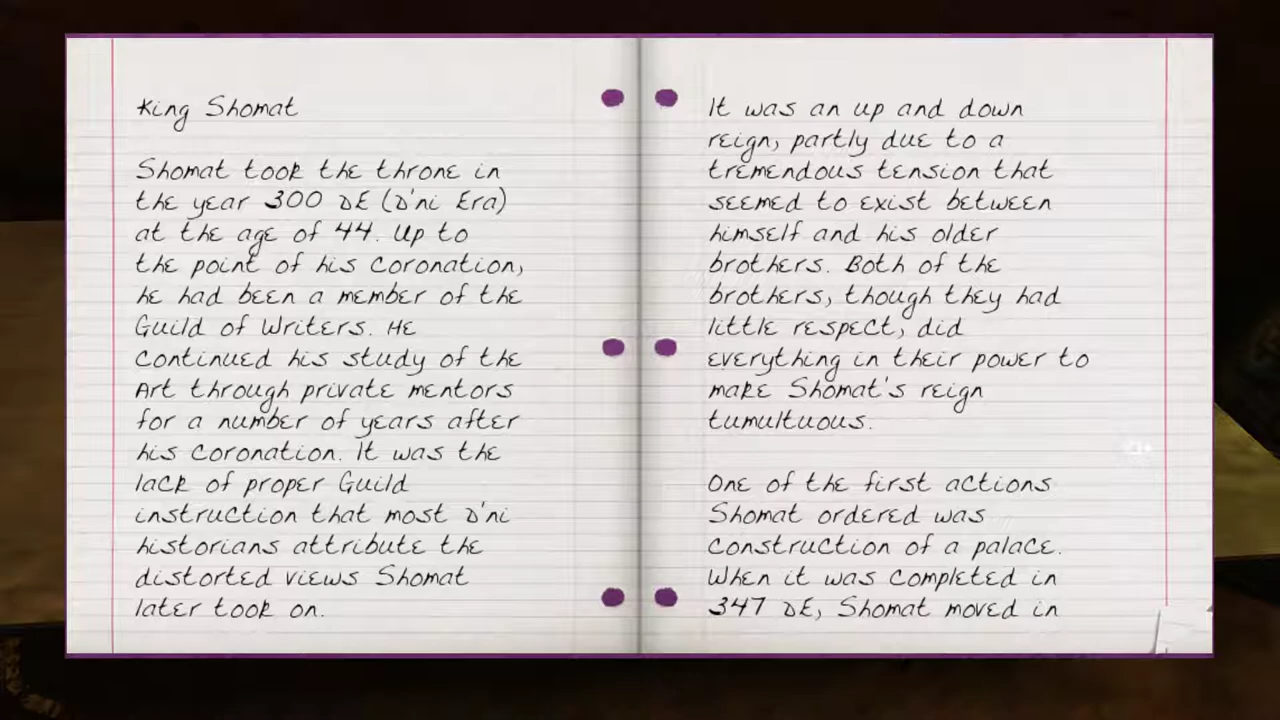 King Shomat
Shomat took the throne in
the year 300 DE (D'ni Era)
at the age of 44. Up to
the point of his coronation,
he had been a member of the
Guild of Writers. He
continued his study of the
Art through private mentors
for a number of years after
his coronation. It was the
lack of proper Guild
instruction that most D'ni
historians attribute the
distorted views Shomat
later took on.
It was an up and down
reign, partly due to a
tremendous tension that
seemed to exist between
himself and his older
brothers. Both of the
brothers, though they had
little respect, did
everything in their power to
make Shomat's reign
tumultuous.
One of the first actions
Shomat ordered was
construction of a palace.
When it was completed in
347 DE, Shomat moved in